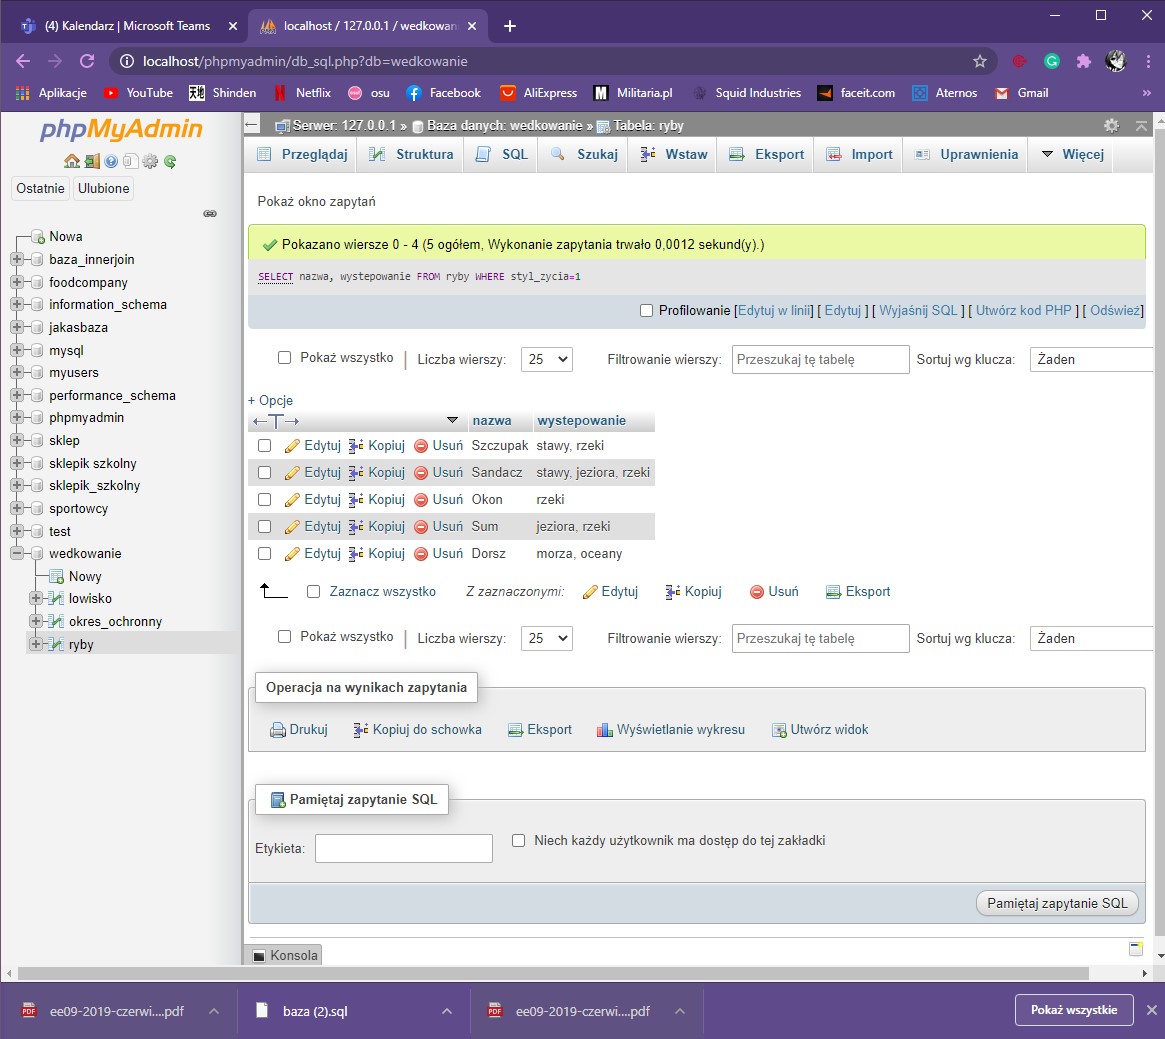 (4) Kalendarz | Microsoft Teams
localhost / 127.0.0.1 / wedkowan
localhost/phpmyadmin/db_sql.php?db=wedkowanie
Aplikacje YouTube 天地 Shinden Netflix osu Facebook AliExpress Militaria.pl Squid Industries faceit.com Aternos Gmail »
phpMyAdmin
Ostatnie Ulubione
Nowa
baza_innerjoin
foodcompany
information_schema
jakasbaza
mysql
myusers
performance_schema
phpmyadmin
sklep
sklepik szkolny
sklepik_szkolny
sportowcy
test
wedkowanie
Nowy
lowisko
okres_ochronny
ryby
Serwer: 127.0.0.1 » Baza danych: wedkowanie » Tabela: ryby
Przeglądaj Struktura SQL Szukaj Wstaw Eksport Import Uprawnienia Więcej
Pokaż okno zapytań
Pokazano wiersze 0 - 4 (5 ogółem, Wykonanie zapytania trwało 0,0012 sekund(y).)
SELECT nazwa, wystepowanie FROM ryby WHERE styl_zycia=1
Profilowanie [Edytuj w linii] [ Edytuj ] [ Wyjaśnij SQL ] [ Utwórz kod PHP ] [ Odśwież]
Pokaż wszystko | Liczba wierszy: 25 Filtrowanie wierszy: Przeszukaj tę tabelę Sortuj wg klucza: Żaden
+ Opcje
←T→ nazwa wystepowanie
Edytuj Kopiuj Usuń Szczupak stawy, rzeki
Edytuj Kopiuj Usuń Sandacz stawy, jeziora, rzeki
Edytuj Kopiuj Usuń Okon rzeki
Edytuj Kopiuj Usuń Sum jeziora, rzeki
Edytuj Kopiuj Usuń Dorsz morza, oceany
Zaznacz wszystko Z zaznaczonymi: Edytuj Kopiuj Usuń Eksport
Pokaż wszystko | Liczba wierszy: 25 Filtrowanie wierszy: Przeszukaj tę tabelę Sortuj wg klucza: Żaden
Operacja na wynikach zapytania
Drukuj Kopiuj do schowka Eksport Wyświetlanie wykresu Utwórz widok
Pamiętaj zapytanie SQL
Etykieta: Niech każdy użytkownik ma dostęp do tej zakładki
Pamiętaj zapytanie SQL
Konsola
PDF ee09-2019-czerwi....pdf baza (2).sql PDF ee09-2019-czerwi....pdf Pokaż wszystkie